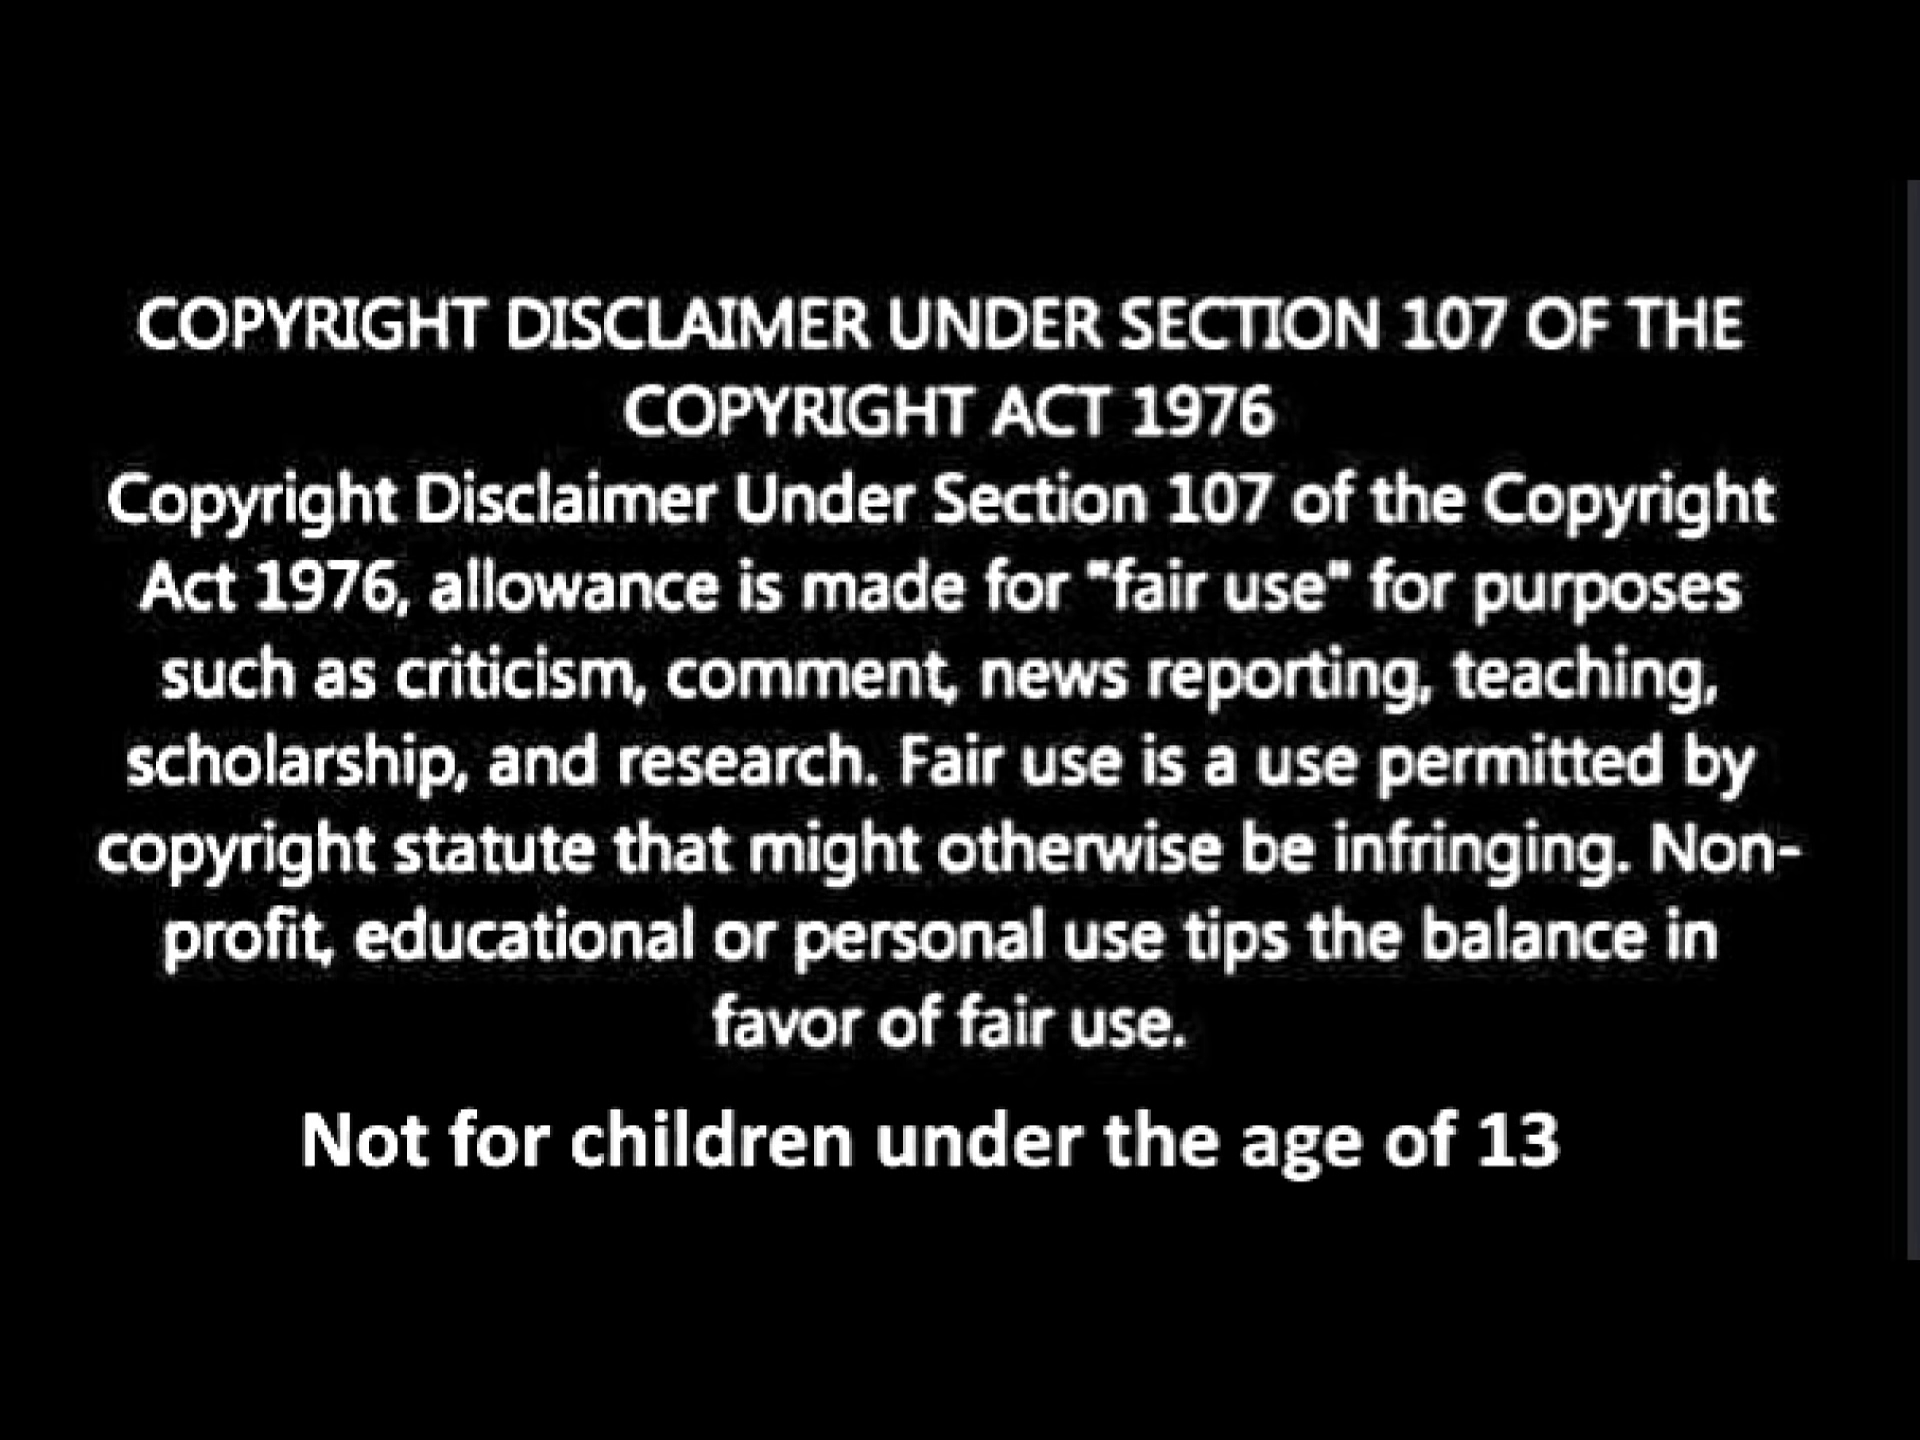 COPYRIGHT DISCLAIMER UNDER SECTION 107 OF THE
COPYRIGHT ACT 1976
Copyright Disclaimer Under Section 107 of the Copyright
Act 1976, allowance is made for "fair use" for purposes
such as criticism, comment, news reporting, teaching,
scholarship, and research. Fair use is a use permitted by
copyright statute that might otherwise be infringing. Non-
profit, educational or personal use tips the balance in
favor of fair use.
Not for children under the age of 13